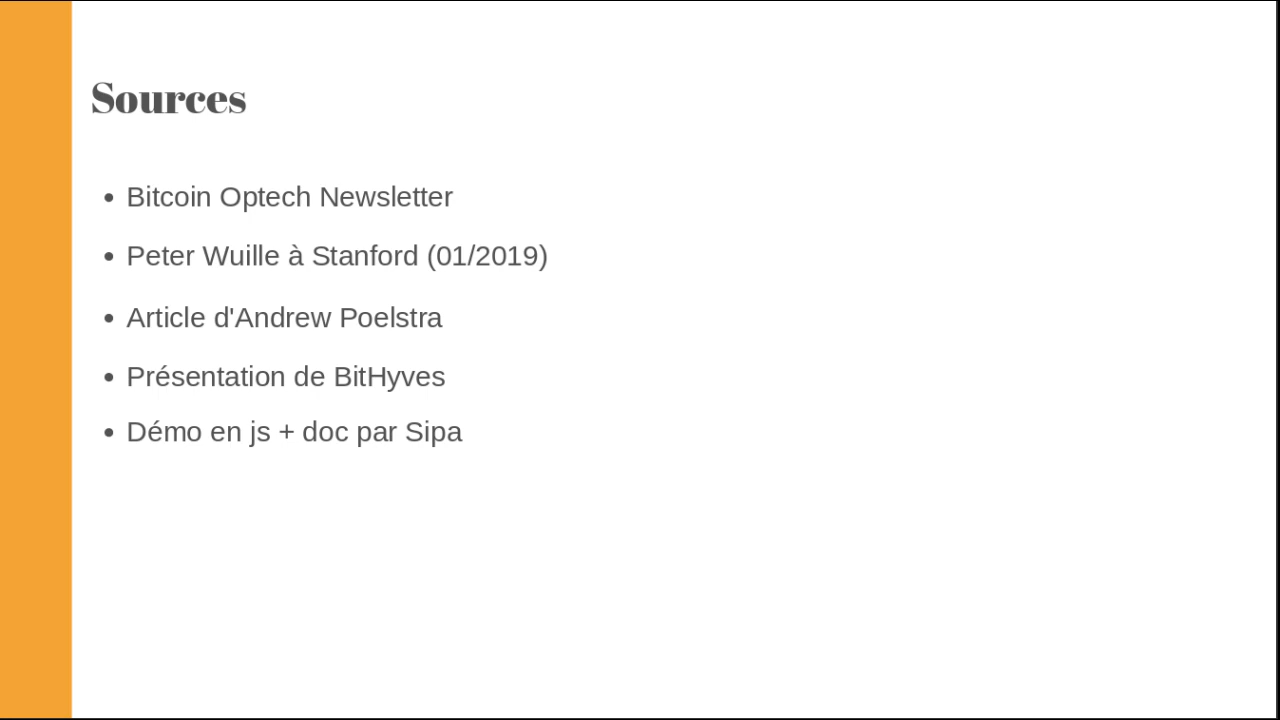 Sources
• Bitcoin Optech Newsletter
• Peter Wuille à Stanford (01/2019)
• Article d'Andrew Poelstra
• Présentation de BitHyves
• Démo en js + doc par Sipa